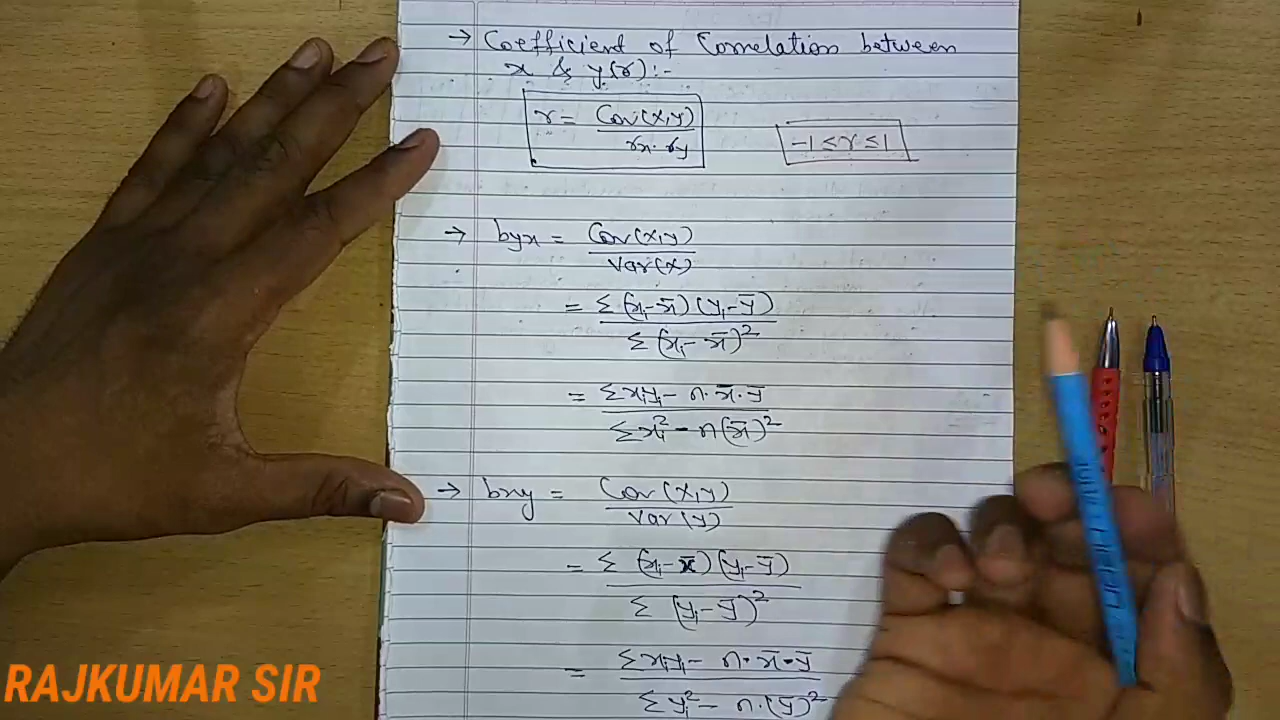 → Coefficient of Correlation between
x & y(r):-
r = Cov(x,y) / σx·σy
-1 ≤ r ≤ 1
→ byx = Cov(x,y) / Var(x)
= Σ(xi-x̄)(yi-ȳ) / Σ(xi-x̄)²
= Σxiyi - n·x̄·ȳ / Σxi² - n(x̄)²
→ bxy = Cov(x,y) / Var(y)
= Σ(xi-x̄)(yi-ȳ) / Σ(yi-ȳ)²
= Σxiyi - n·x̄·ȳ / Σyi² - n·(ȳ)²
RAJKUMAR SIR